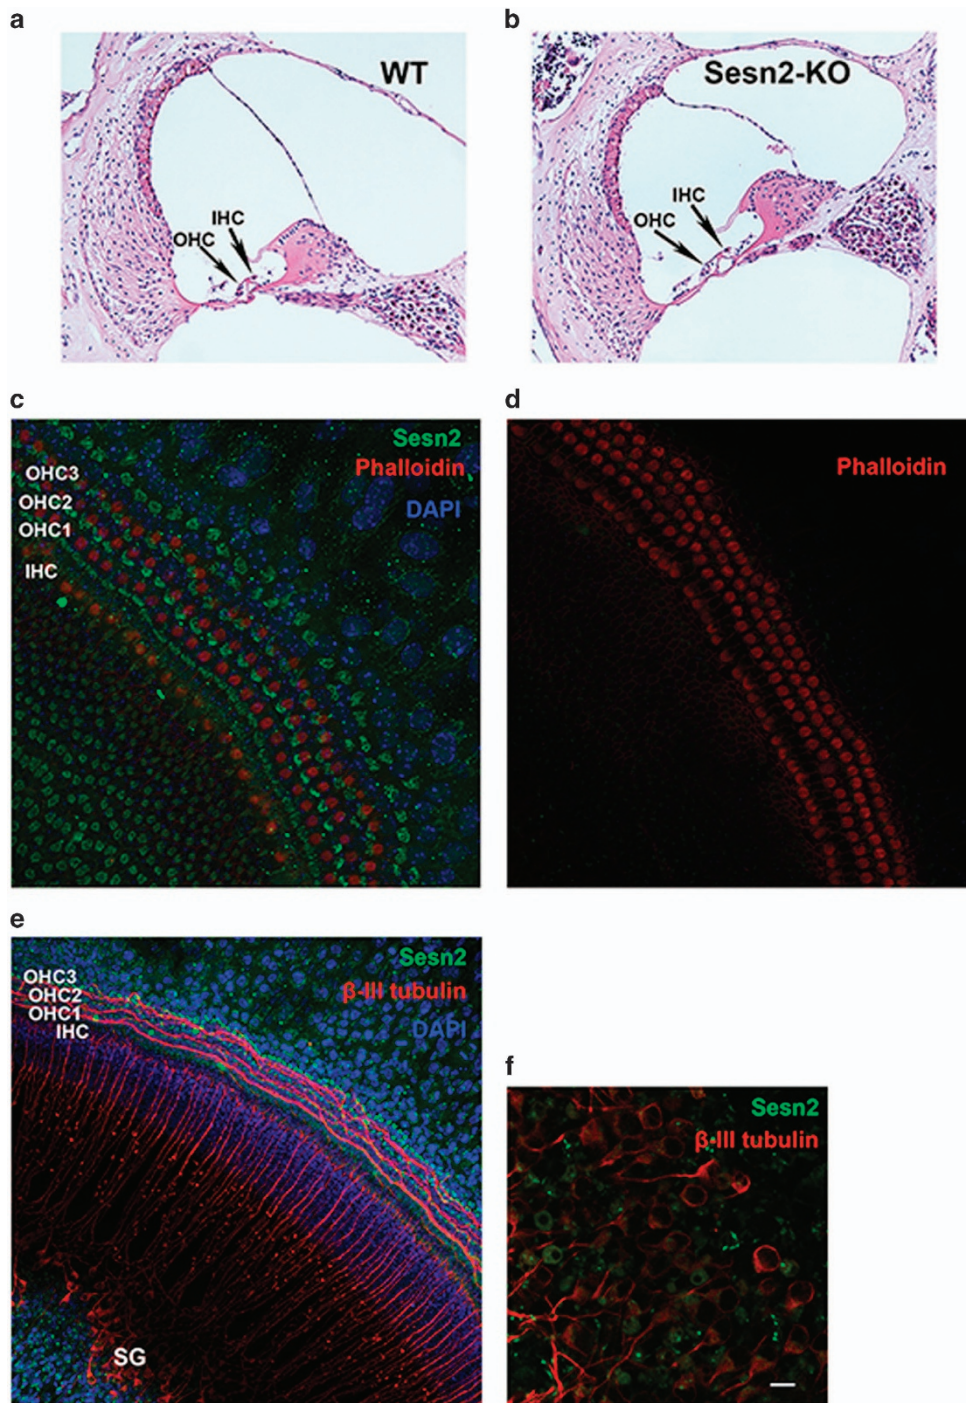 a
WT
IHC
OHC
b
Sesn2-KO
IHC
OHC
c
Sesn2
Phalloidin
DAPI
OHC3
OHC2
OHC1
IHC
d
Phalloidin
e
Sesn2
β-III tubulin
DAPI
OHC3
OHC2
OHC1
IHC
SG
f
Sesn2
β-III tubulin